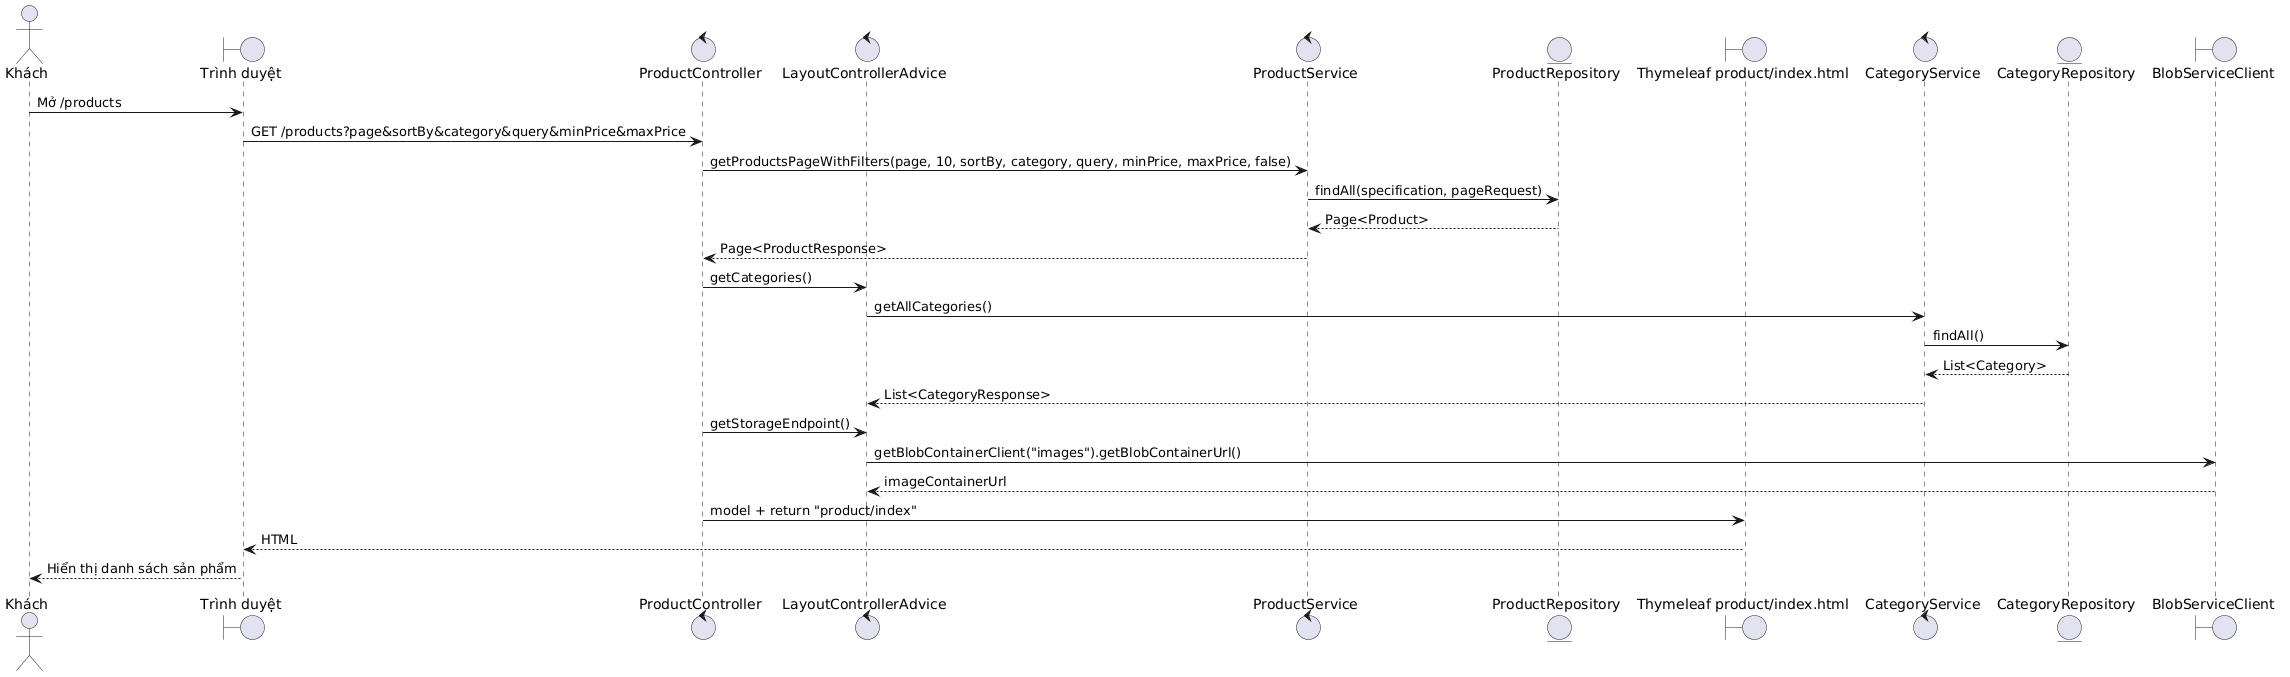 Khách
Trình duyệt
ProductController
LayoutControllerAdvice
ProductService
ProductRepository
Thymeleaf product/index.html
CategoryService
CategoryRepository
BlobServiceClient
Mở /products
GET /products?page&sortBy&category&query&minPrice&maxPrice
getProductsPageWithFilters(page, 10, sortBy, category, query, minPrice, maxPrice, false)
findAll(specification, pageRequest)
Page<Product>
Page<ProductResponse>
getCategories()
getAllCategories()
findAll()
List<Category>
List<CategoryResponse>
getStorageEndpoint()
getBlobContainerClient("images").getBlobContainerUrl()
imageContainerUrl
model + return "product/index"
HTML
Hiển thị danh sách sản phẩm
Khách
Trình duyệt
ProductController
LayoutControllerAdvice
ProductService
ProductRepository
Thymeleaf product/index.html
CategoryService
CategoryRepository
BlobServiceClient